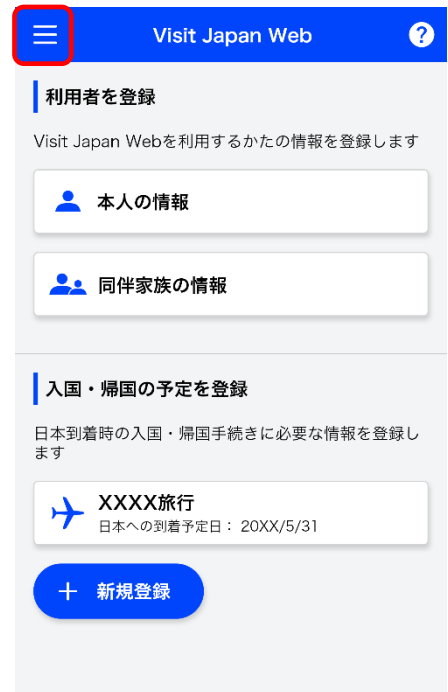 Visit Japan Web
?
利用者を登録
Visit Japan Webを利用するかたの情報を登録します
本人の情報
同伴家族の情報
入国・帰国の予定を登録
日本到着時の入国・帰国手続きに必要な情報を登録し
ます
XXXX旅行
日本への到着予定日： 20XX/5/31
＋ 新規登録